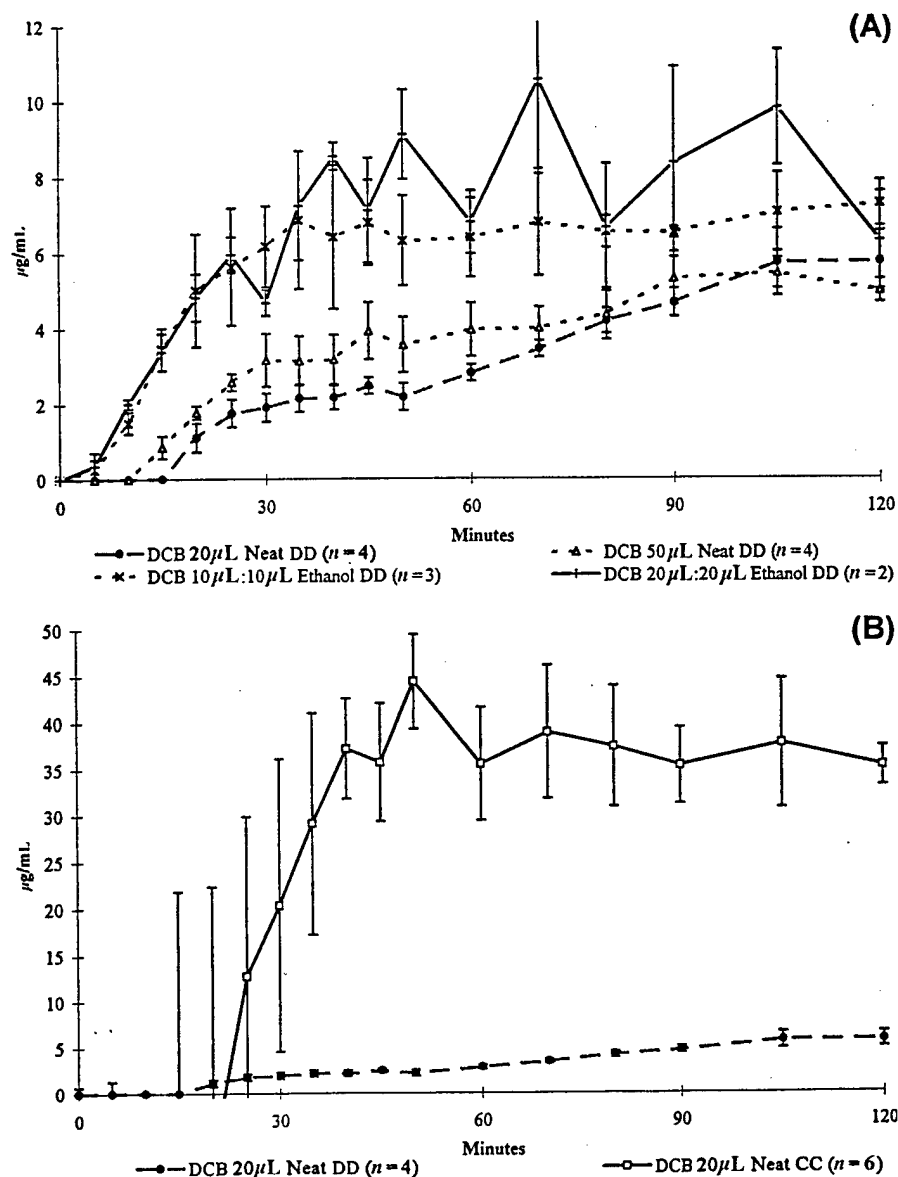 (A)
12
10
8
6
4
2
0
µg/mL
0 30 60 90 120
Minutes
DCB 20µL Neat DD (n=4)
DCB 50µL Neat DD (n=4)
DCB 10µL:10µL Ethanol DD (n=3)
DCB 20µL:20µL Ethanol DD (n=2)
(B)
50
45
40
35
30
25
20
15
10
5
0
µg/mL
0 30 60 90 120
Minutes
DCB 20µL Neat DD (n=4)
DCB 20µL Neat CC (n=6)